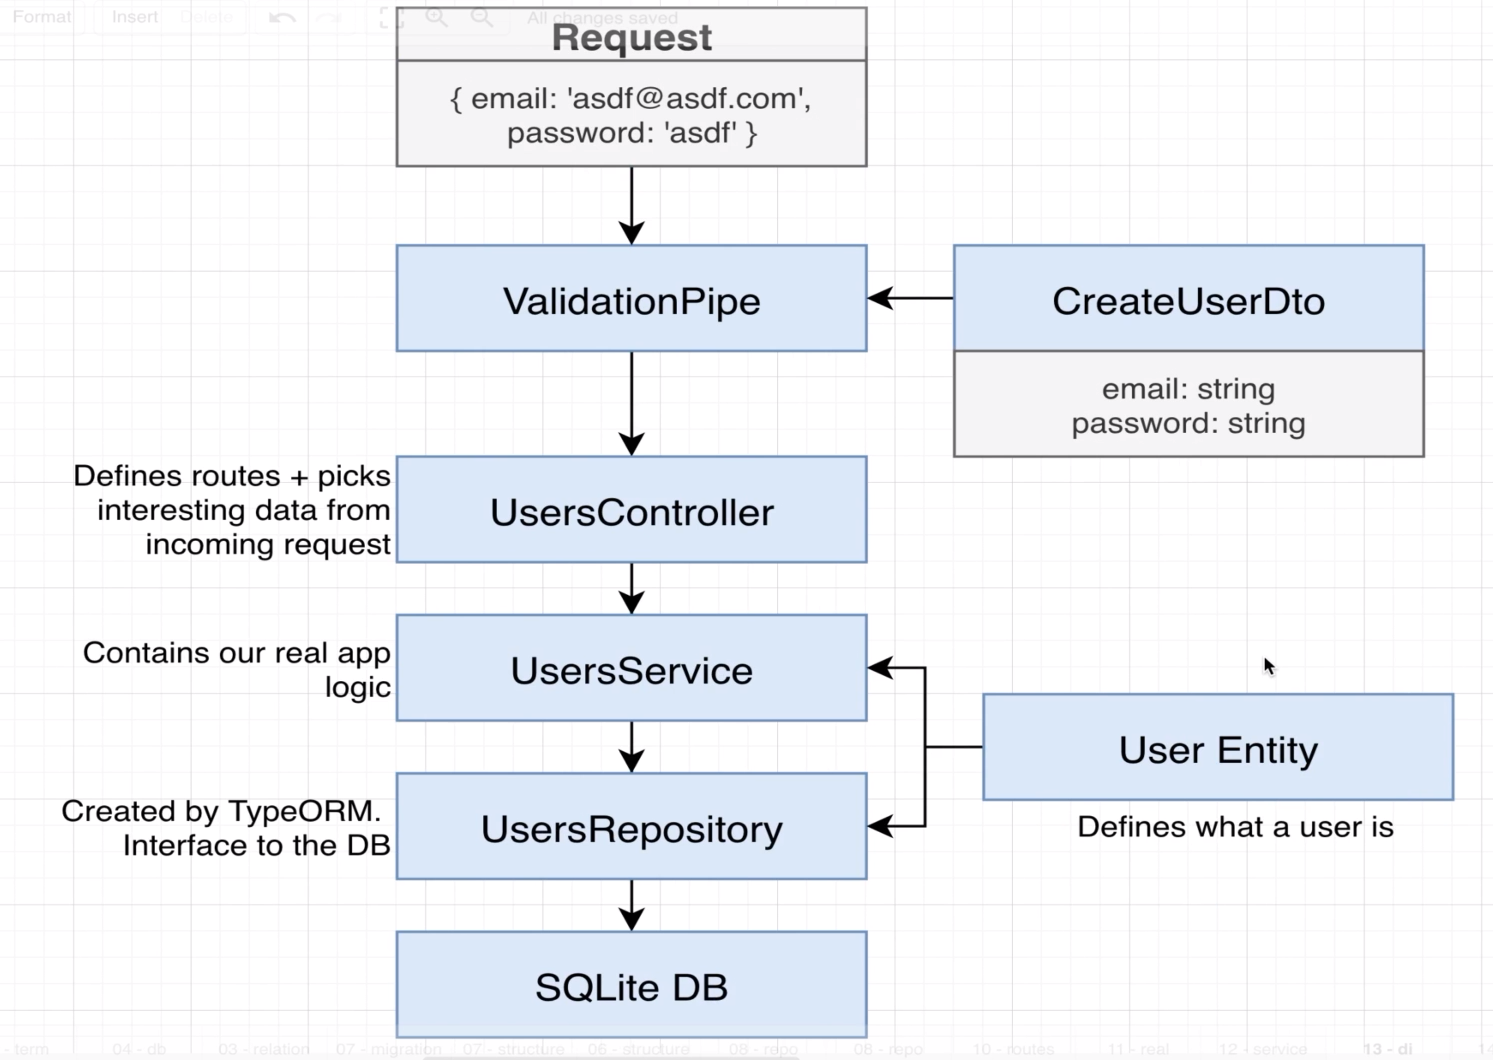 Format Insert Delete All changes saved
Request
{ email: 'asdf@asdf.com',
password: 'asdf' }
ValidationPipe
CreateUserDto
email: string
password: string
Defines routes + picks
interesting data from
incoming request
UsersController
Contains our real app
logic
UsersService
User Entity
Defines what a user is
Created by TypeORM.
Interface to the DB
UsersRepository
SQLite DB
- term 04 - db 03 - relation 07 - migration 07 - structure 06 - structure 08 - repo 08 - repo 10 - routes 11 - real 12 - service 13 - di 14